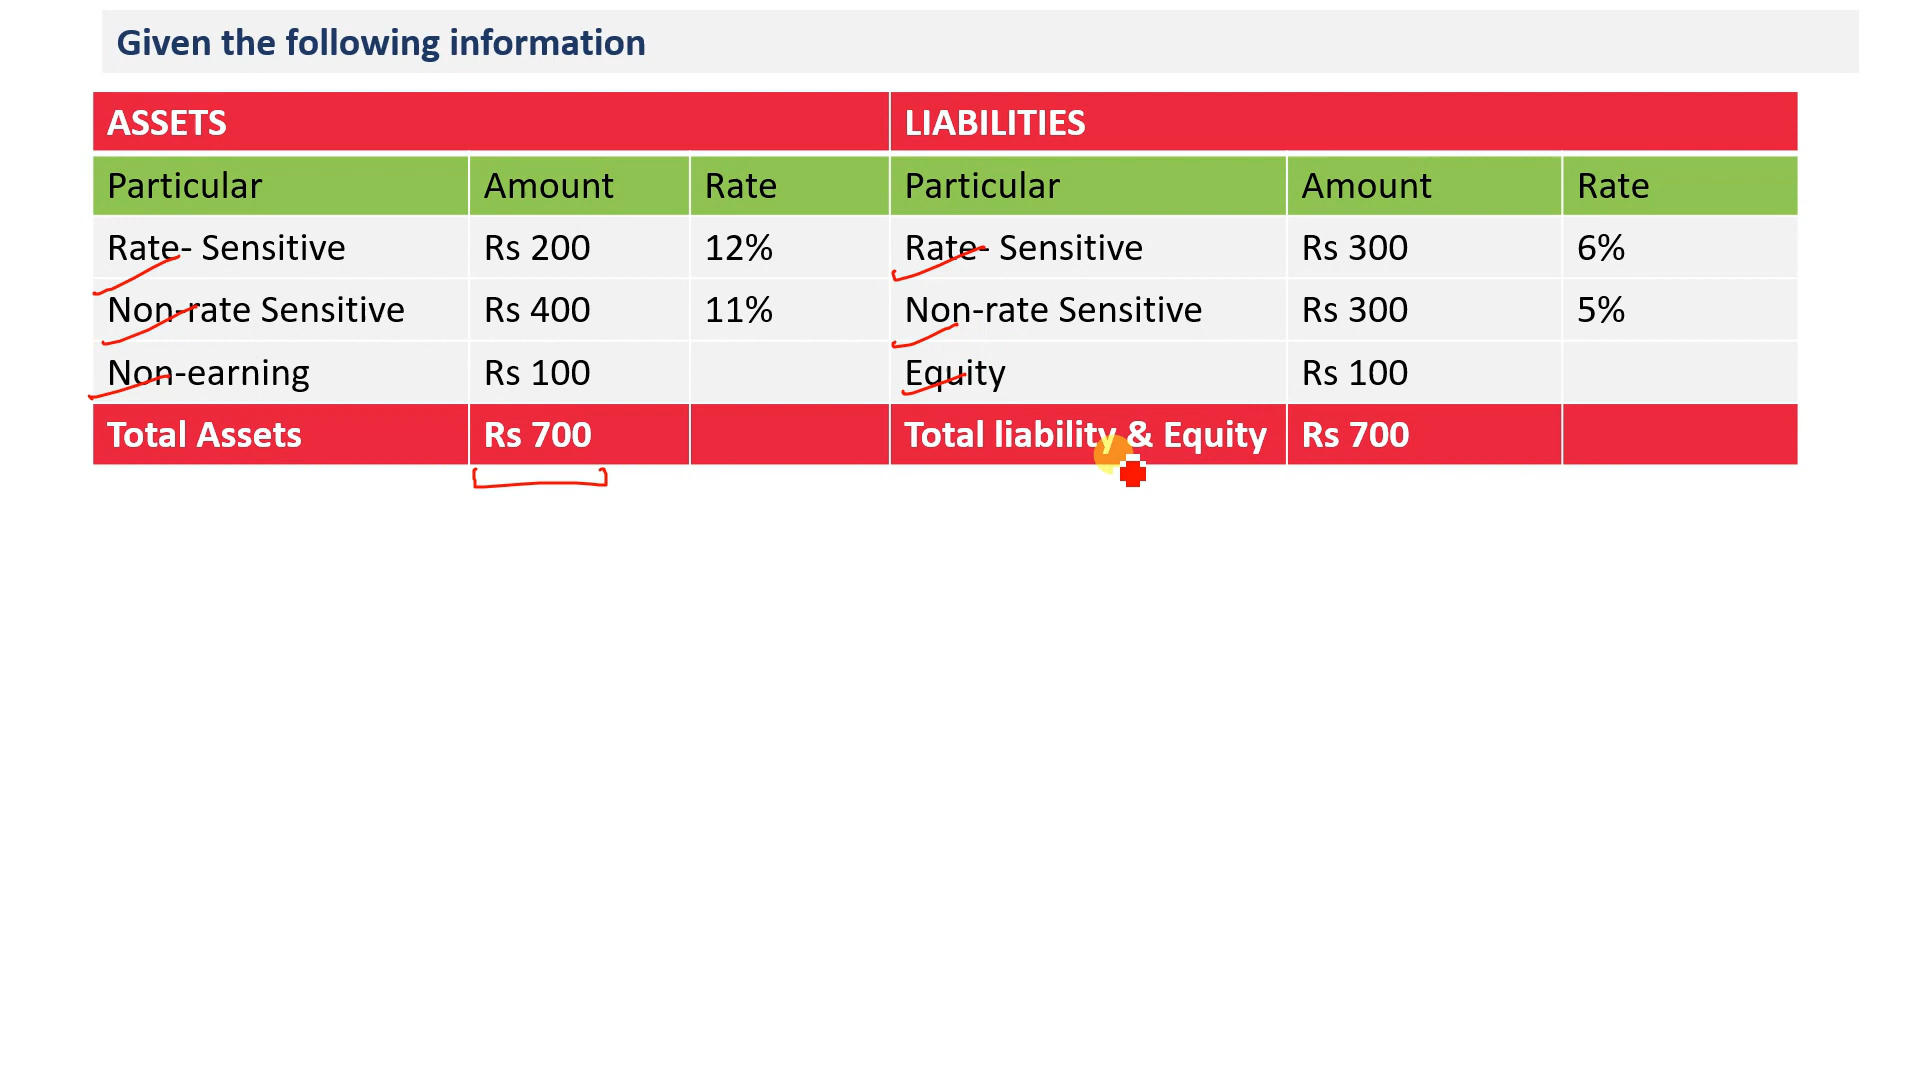 Given the following information
ASSETS LIABILITIES
Particular Amount Rate Particular Amount Rate
Rate- Sensitive Rs 200 12% Rate- Sensitive Rs 300 6%
Non-rate Sensitive Rs 400 11% Non-rate Sensitive Rs 300 5%
Non-earning Rs 100 Equity Rs 100
Total Assets Rs 700 Total liability & Equity Rs 700